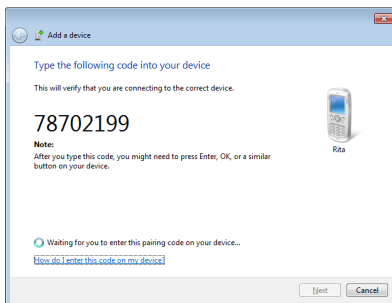 Add a device
Type the following code into your device
This will verify that you are connecting to the correct device.
78702199
Note:
After you type this code, you might need to press Enter, OK, or a similar
button on your device.
Rita
Waiting for you to enter this pairing code on your device...
How do I enter this code on my device?
Next
Cancel